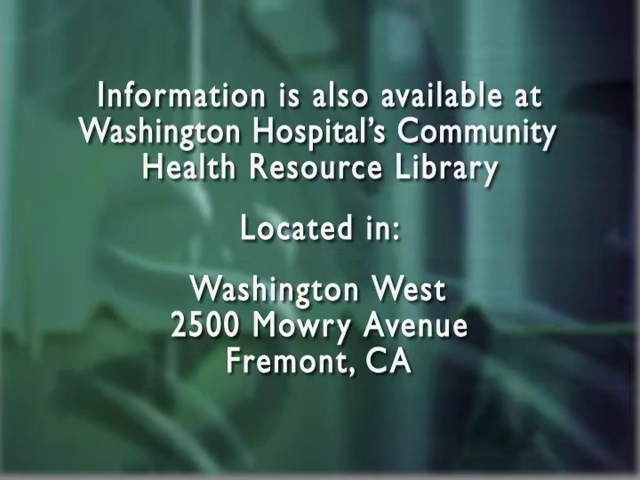 Information is also available at
Washington Hospital's Community
Health Resource Library
Located in:
Washington West
2500 Mowry Avenue
Fremont, CA